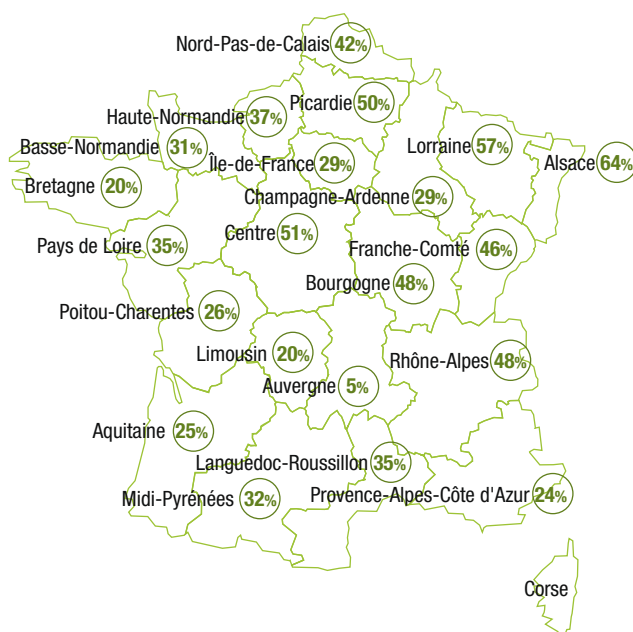 Nord-Pas-de-Calais 42%
Picardie 50%
Haute-Normandie 37%
Basse-Normandie 31%
Lorraine 57%
Île-de-France 29%
Alsace 64%
Bretagne 20%
Champagne-Ardenne 29%
Centre 51%
Pays de Loire 35%
Franche-Comté 46%
Bourgogne 48%
Poitou-Charentes 26%
Limousin 20%
Rhône-Alpes 48%
Auvergne 5%
Aquitaine 25%
Languedoc-Roussillon 35%
Midi-Pyrénées 32%
Provence-Alpes-Côte d'Azur 24%
Corse